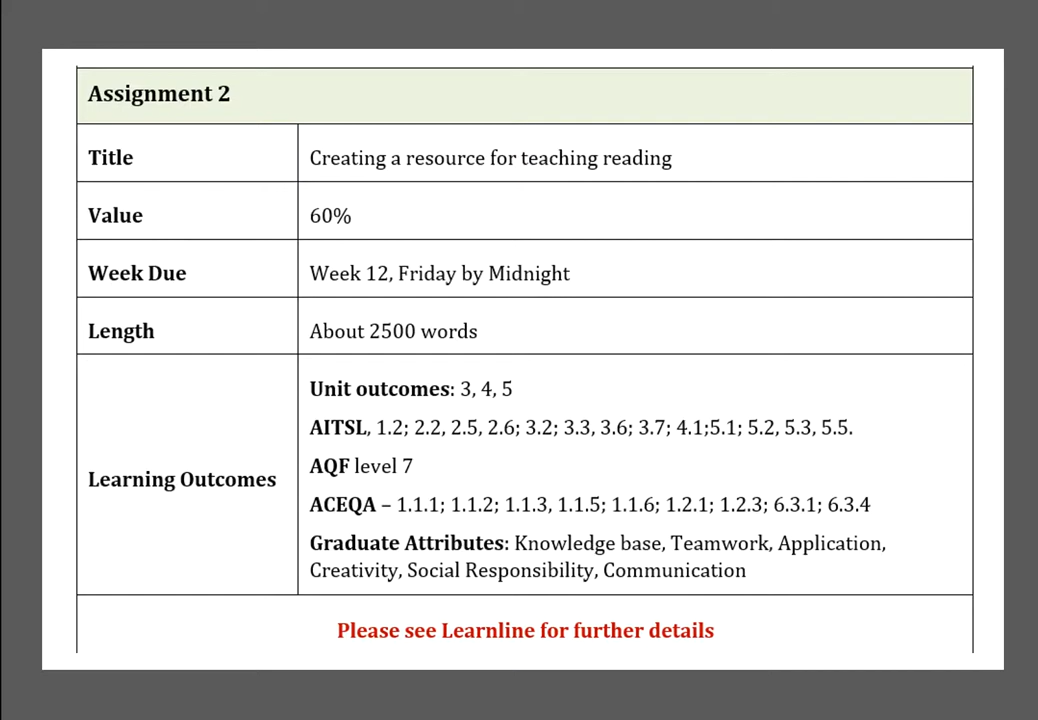 Assignment 2
Title
Creating a resource for teaching reading
Value
60%
Week Due
Week 12, Friday by Midnight
Length
About 2500 words
Learning Outcomes
Unit outcomes: 3, 4, 5
AITSL, 1.2; 2.2, 2.5, 2.6; 3.2; 3.3, 3.6; 3.7; 4.1;5.1; 5.2, 5.3, 5.5.
AQF level 7
ACEQA – 1.1.1; 1.1.2; 1.1.3, 1.1.5; 1.1.6; 1.2.1; 1.2.3; 6.3.1; 6.3.4
Graduate Attributes: Knowledge base, Teamwork, Application,
Creativity, Social Responsibility, Communication
Please see Learnline for further details